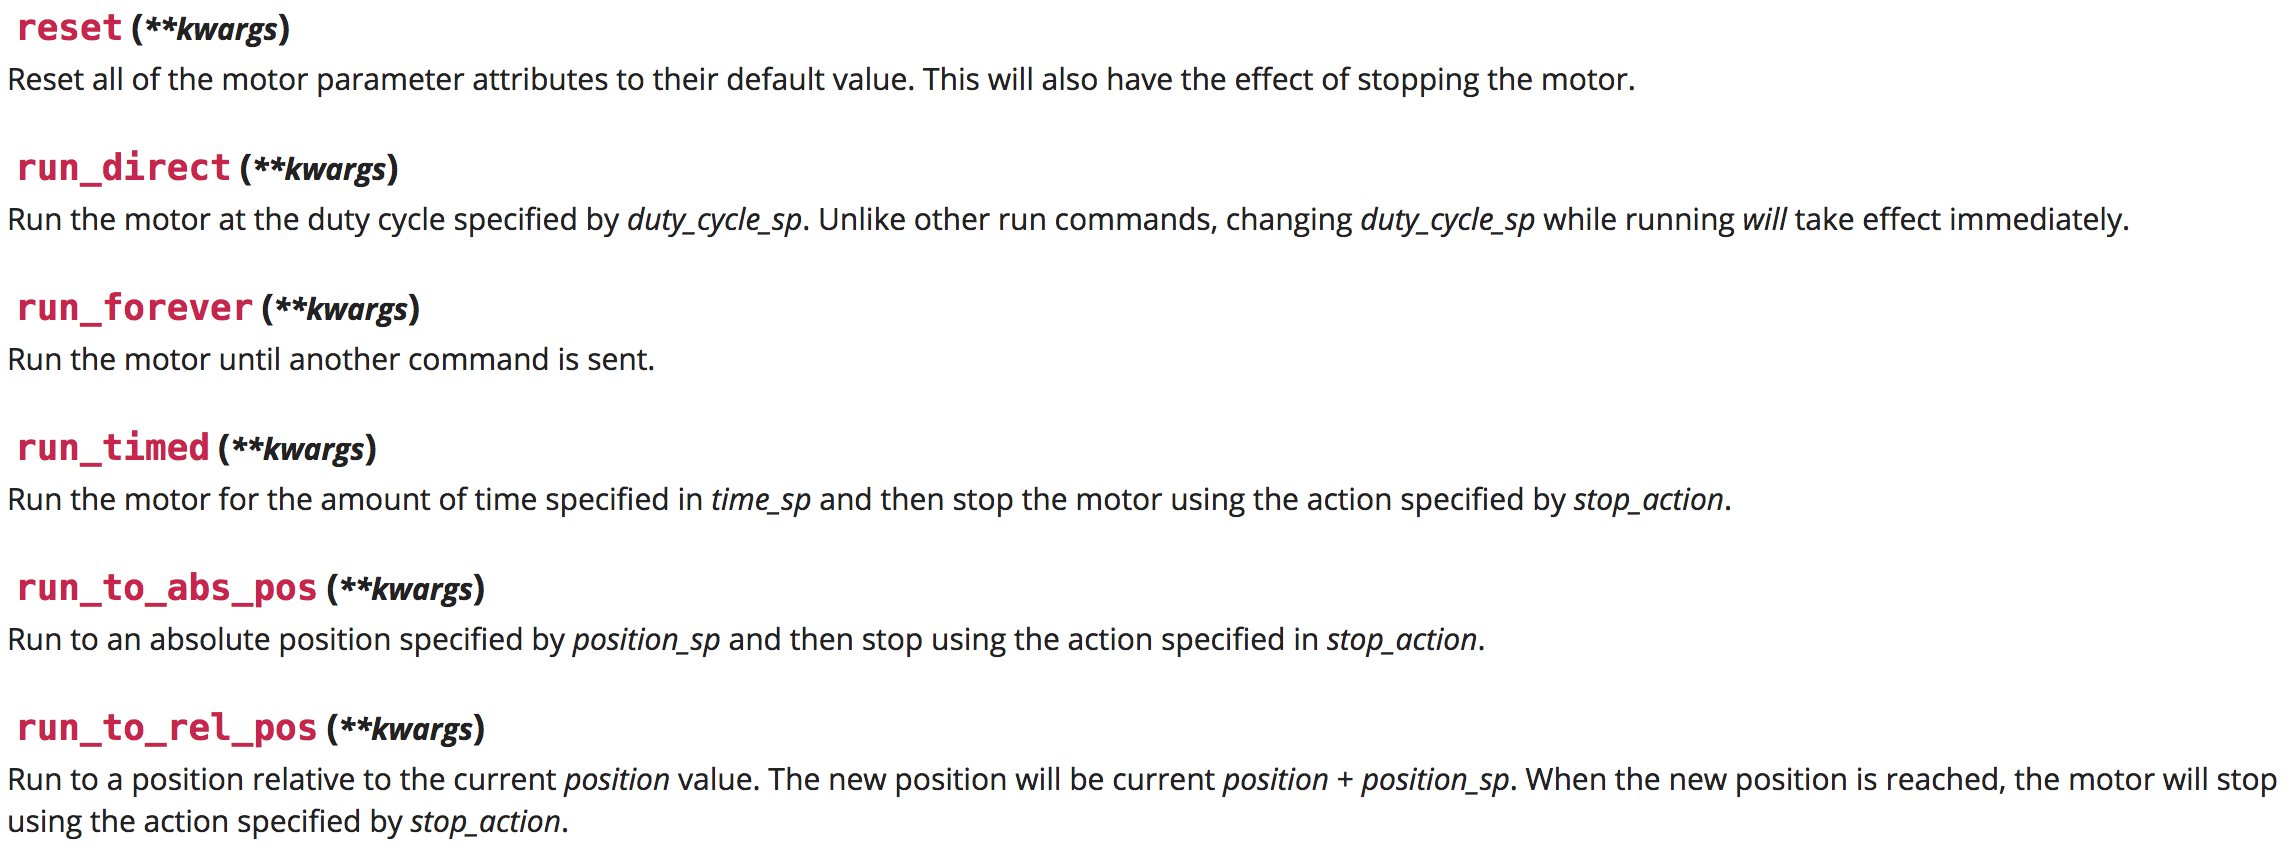 reset(**kwargs)
Reset all of the motor parameter attributes to their default value. This will also have the effect of stopping the motor.
run_direct(**kwargs)
Run the motor at the duty cycle specified by duty_cycle_sp. Unlike other run commands, changing duty_cycle_sp while running will take effect immediately.
run_forever(**kwargs)
Run the motor until another command is sent.
run_timed(**kwargs)
Run the motor for the amount of time specified in time_sp and then stop the motor using the action specified by stop_action.
run_to_abs_pos(**kwargs)
Run to an absolute position specified by position_sp and then stop using the action specified in stop_action.
run_to_rel_pos(**kwargs)
Run to a position relative to the current position value. The new position will be current position + position_sp. When the new position is reached, the motor will stop
using the action specified by stop_action.